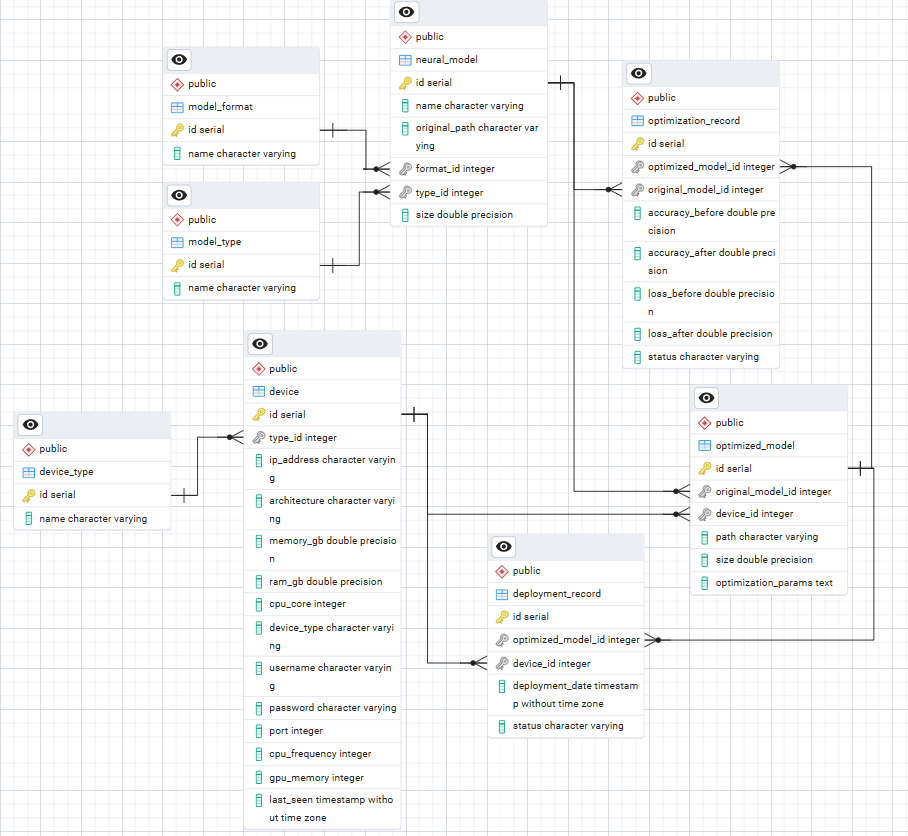 public
neural_model
id serial
name character varying
original_path character var
ying
format_id integer
type_id integer
size double precision
public
model_format
id serial
name character varying
public
model_type
id serial
name character varying
public
optimization_record
id serial
optimized_model_id integer
original_model_id integer
accuracy_before double pre
cision
accuracy_after double preci
sion
loss_before double precisio
n
loss_after double precision
status character varying
public
device
id serial
type_id integer
ip_address character varyin
g
architecture character varyi
ng
memory_gb double precisio
n
ram_gb double precision
cpu_core integer
device_type character varyi
ng
username character varyin
g
password character varying
port integer
cpu_frequency integer
gpu_memory integer
last_seen timestamp witho
ut time zone
public
device_type
id serial
name character varying
public
optimized_model
id serial
original_model_id integer
device_id integer
path character varying
size double precision
optimization_params text
public
deployment_record
id serial
optimized_model_id integer
device_id integer
deployment_date timestam
p without time zone
status character varying